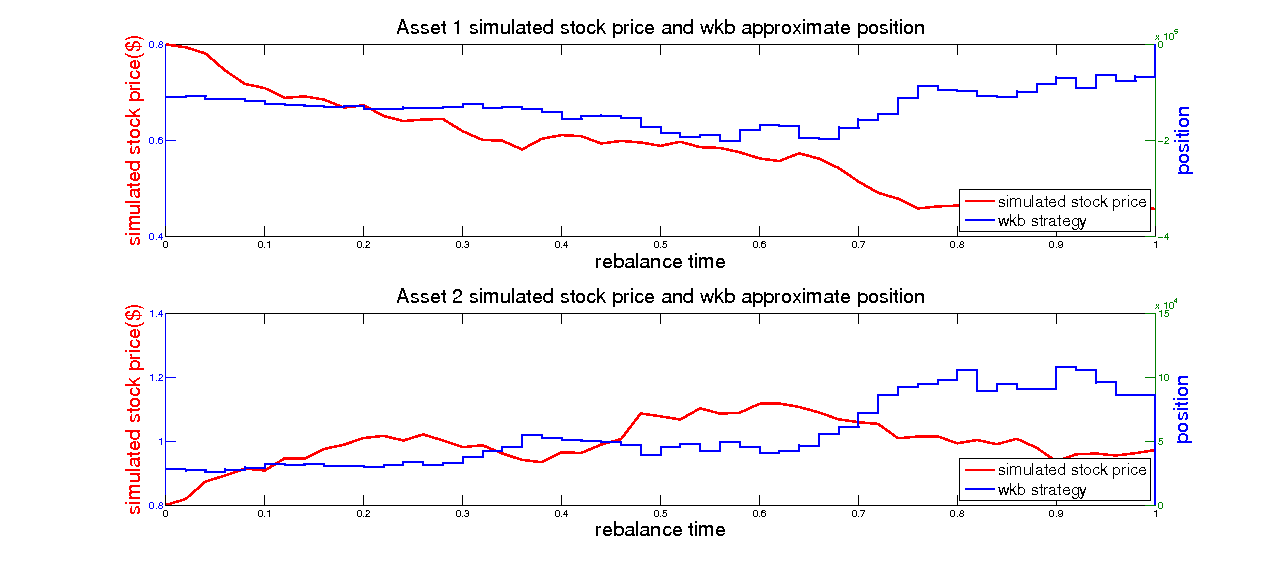 Asset 1 simulated stock price and wkb approximate position
x 10^5
0.8
0.6
0.4
0
-2
-4
simulated stock price($)
position
simulated stock price
wkb strategy
0 0.1 0.2 0.3 0.4 0.5 0.6 0.7 0.8 0.9 1
rebalance time
Asset 2 simulated stock price and wkb approximate position
x 10^4
1.4
1.2
1
0.8
15
10
5
0
simulated stock price($)
position
simulated stock price
wkb strategy
0 0.1 0.2 0.3 0.4 0.5 0.6 0.7 0.8 0.9 1
rebalance time